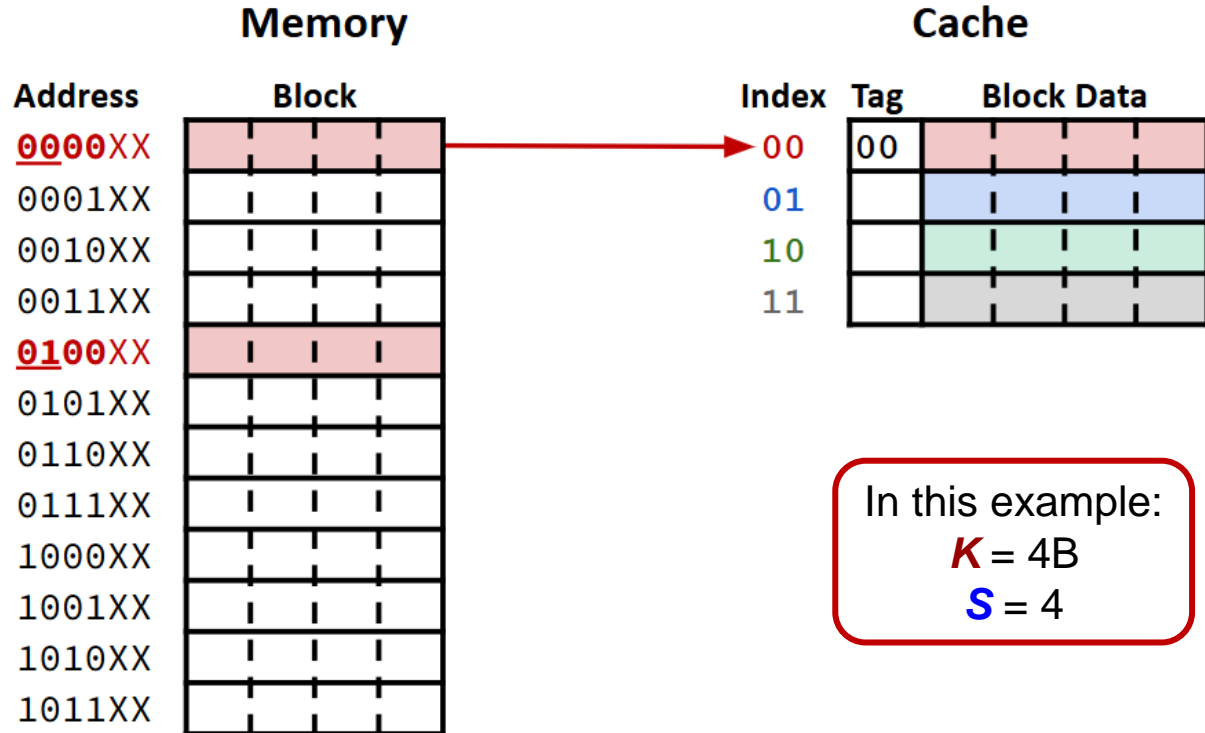 Memory Cache
Address Block Index Tag Block Data
0000XX 00 00
0001XX 01
0010XX 10
0011XX 11
0100XX
0101XX
0110XX
0111XX
1000XX
1001XX
1010XX
1011XX
In this example:
K = 4B
S = 4